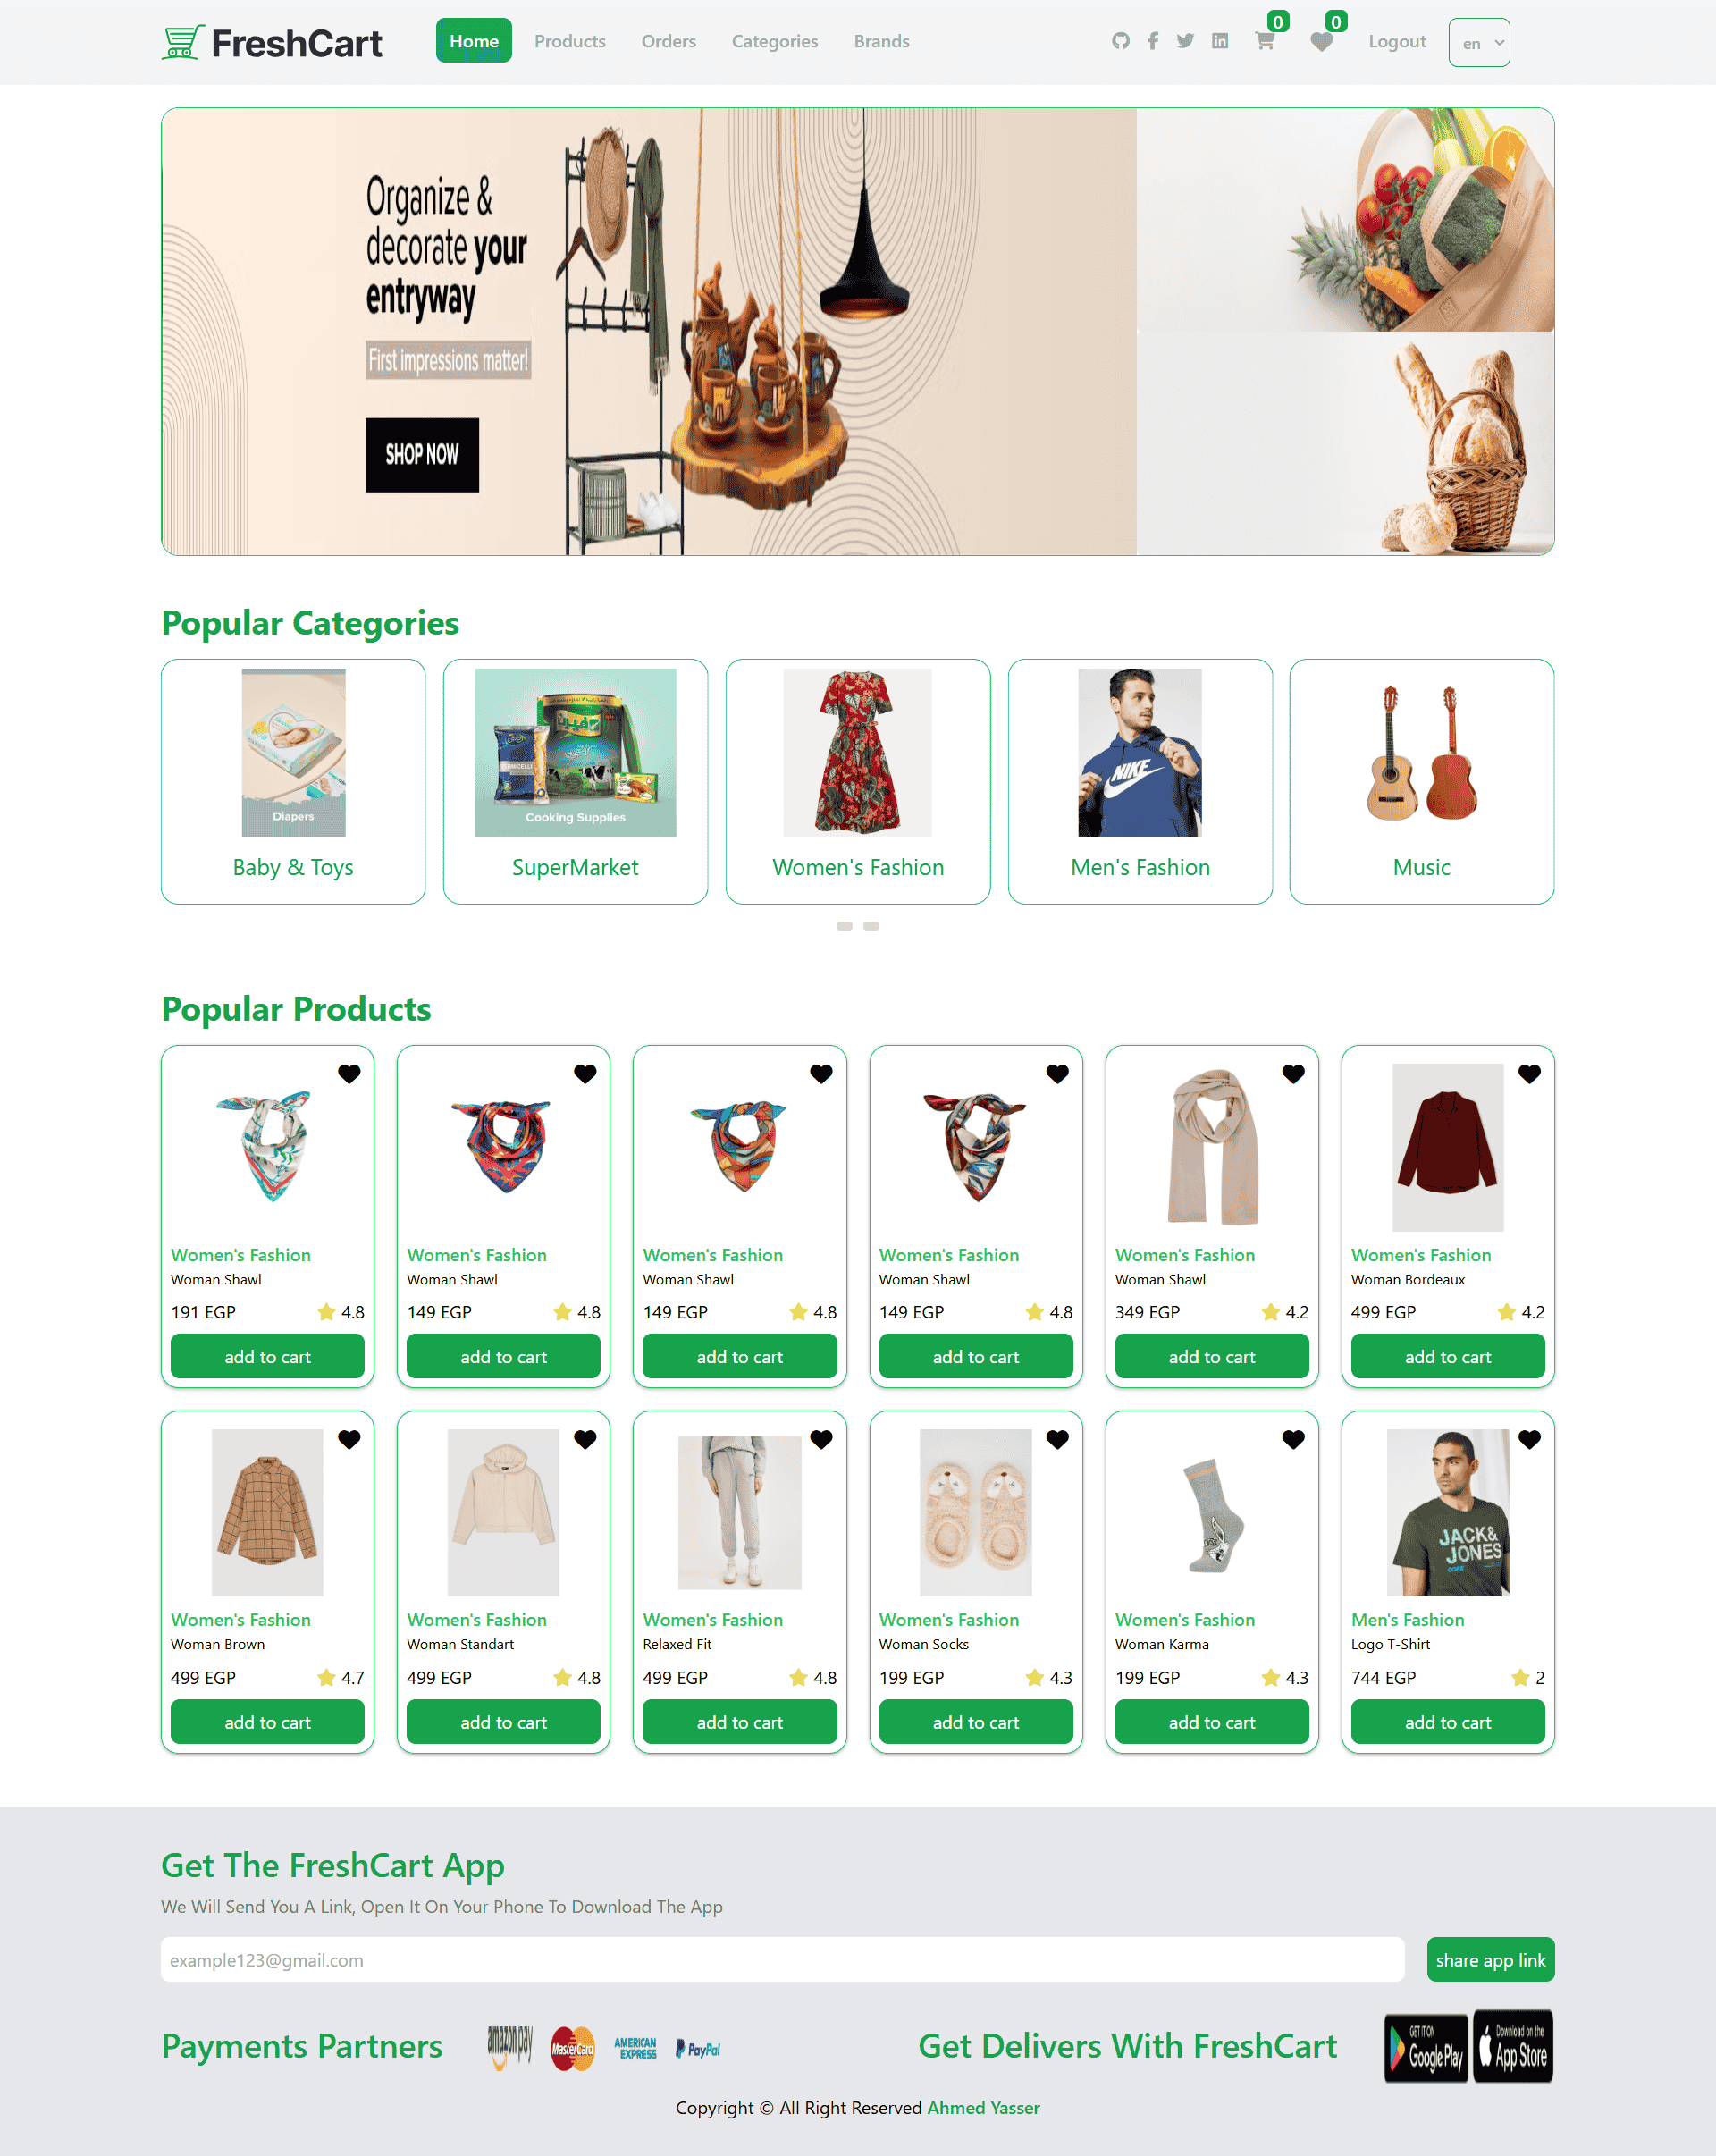 FreshCart
Home
Products
Orders
Categories
Brands
0
0
Logout
en
Organize &
decorate your
entryway
First impressions matter!
SHOP NOW
Popular Categories
Diapers
Cooking Supplies
NIKE
Baby & Toys
SuperMarket
Women's Fashion
Men's Fashion
Music
Popular Products
Women's Fashion
Woman Shawl
191 EGP
4.8
add to cart
Women's Fashion
Woman Shawl
149 EGP
4.8
add to cart
Women's Fashion
Woman Shawl
149 EGP
4.8
add to cart
Women's Fashion
Woman Shawl
149 EGP
4.8
add to cart
Women's Fashion
Woman Shawl
349 EGP
4.2
add to cart
Women's Fashion
Woman Bordeaux
499 EGP
4.2
add to cart
Women's Fashion
Woman Brown
499 EGP
4.7
add to cart
Women's Fashion
Woman Standart
499 EGP
4.8
add to cart
Women's Fashion
Relaxed Fit
499 EGP
4.8
add to cart
Women's Fashion
Woman Socks
199 EGP
4.3
add to cart
Women's Fashion
Woman Karma
199 EGP
4.3
add to cart
JACK&
JONES
CORE
Men's Fashion
Logo T-Shirt
744 EGP
2
add to cart
Get The FreshCart App
We Will Send You A Link, Open It On Your Phone To Download The App
example123@gmail.com
share app link
Payments Partners
amazon pay
MasterCard
AMERICAN
EXPRESS
PayPal
Get Delivers With FreshCart
GET IT ON
Google Play
Download on the
App Store
Copyright © All Right Reserved Ahmed Yasser